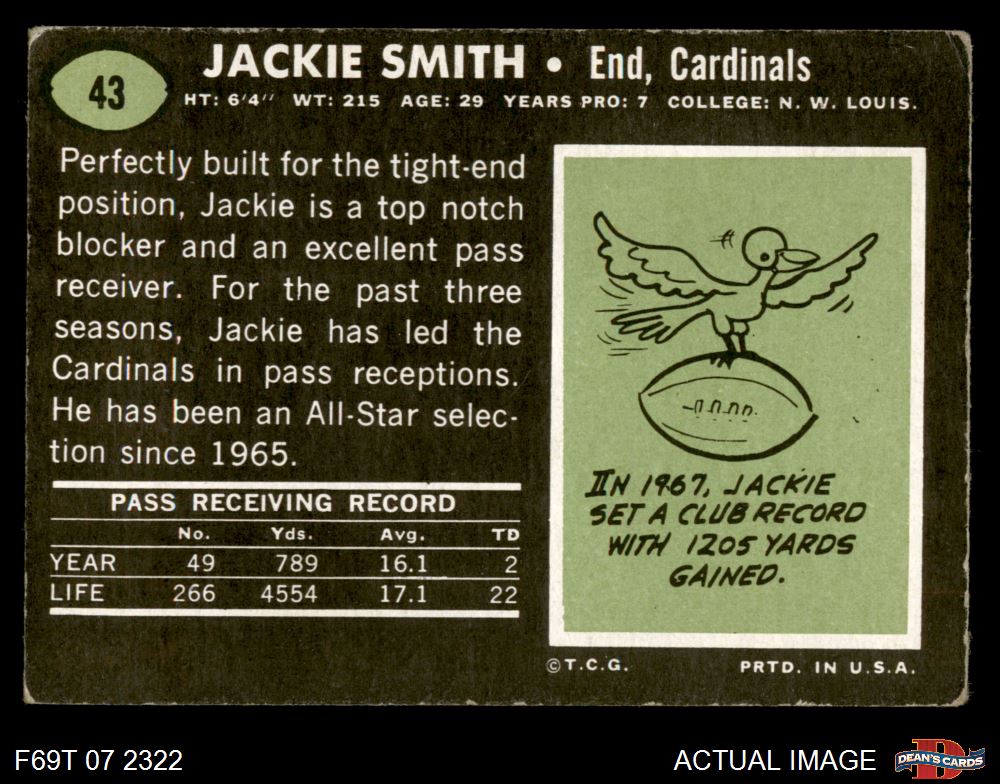 43
JACKIE SMITH • End, Cardinals
HT: 6'4" WT: 215 AGE: 29 YEARS PRO: 7 COLLEGE: N. W. LOUIS.
Perfectly built for the tight-end
position, Jackie is a top notch
blocker and an excellent pass
receiver. For the past three
seasons, Jackie has led the
Cardinals in pass receptions.
He has been an All-Star selec-
tion since 1965.
PASS RECEIVING RECORD
No. Yds. Avg. TD
YEAR 49 789 16.1 2
LIFE 266 4554 17.1 22
IN 1967, JACKIE
SET A CLUB RECORD
WITH 1205 YARDS
GAINED.
©T.C.G. PRTD. IN U.S.A.
F69T 07 2322
ACTUAL IMAGE
D
DEAN'S CARDS